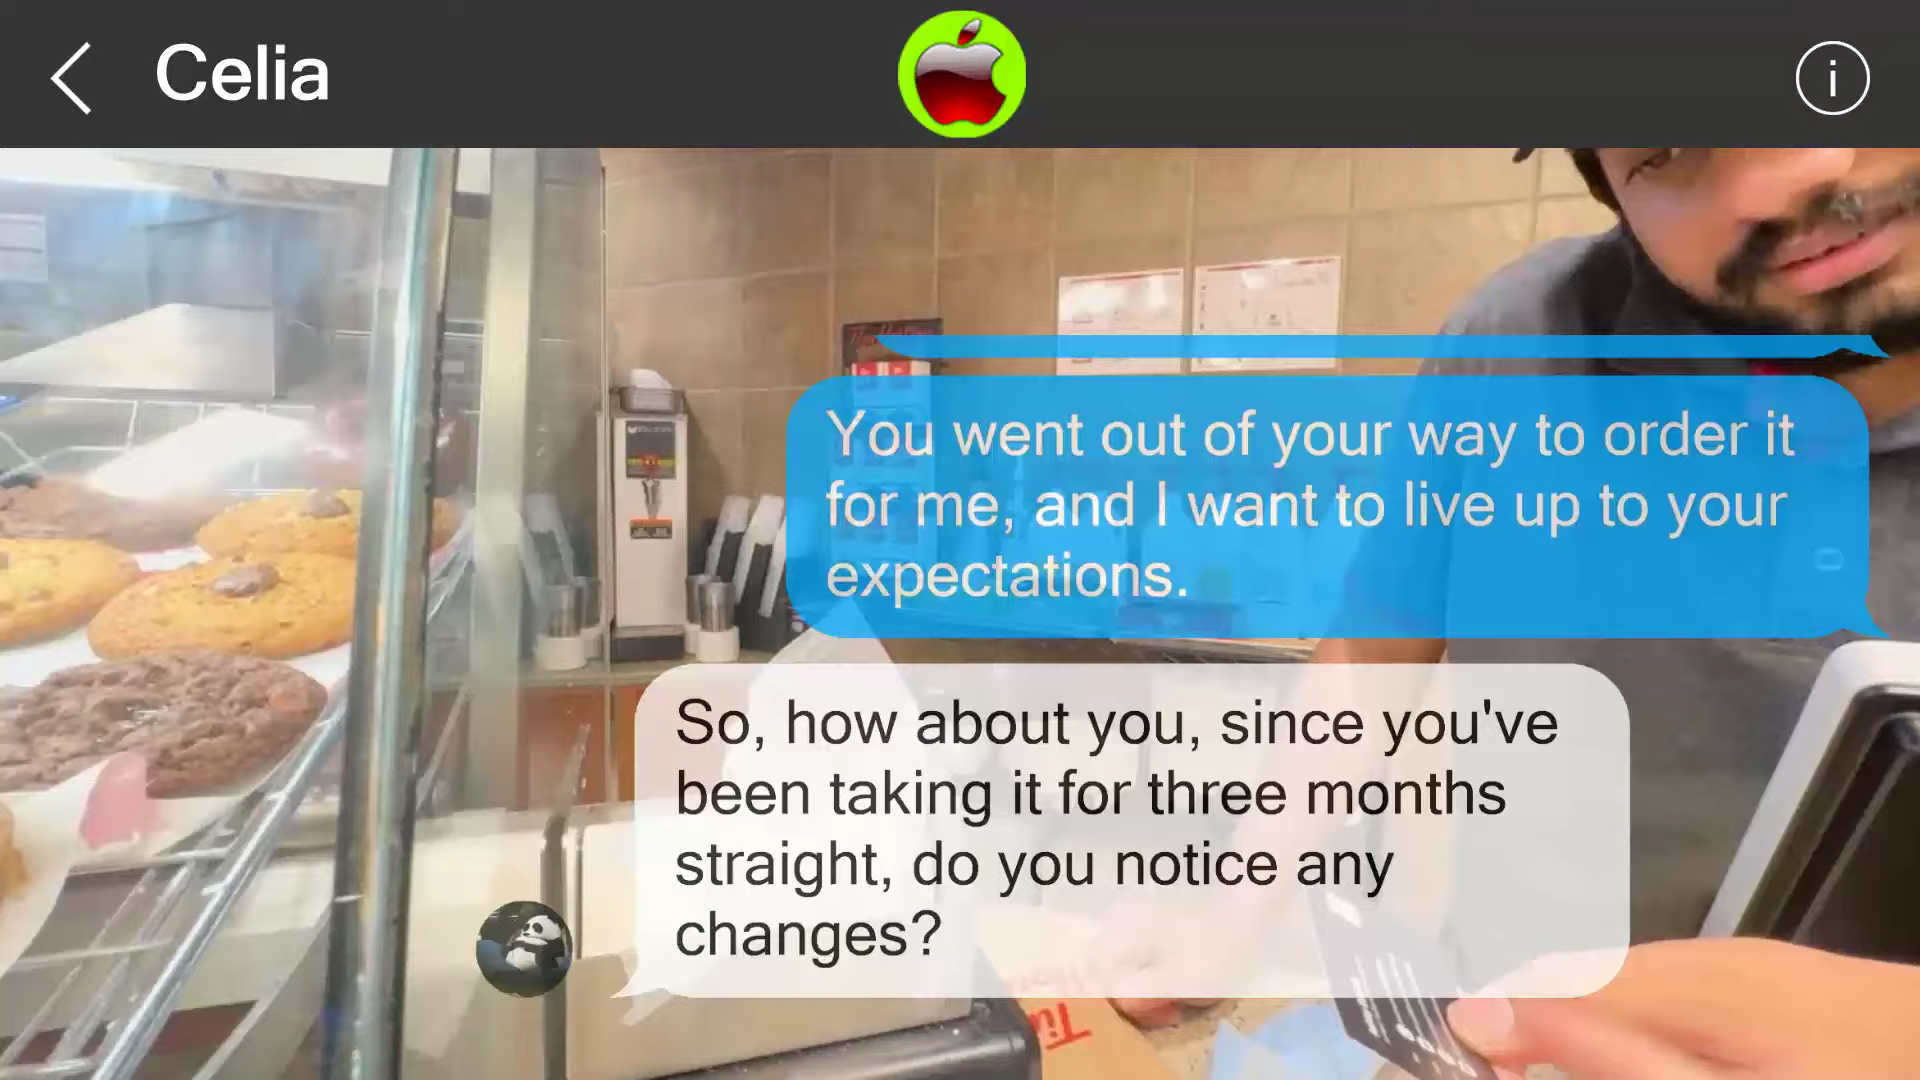 Celia
You went out of your way to order it
for me, and I want to live up to your
expectations.
So, how about you, since you've
been taking it for three months
straight, do you notice any
changes?